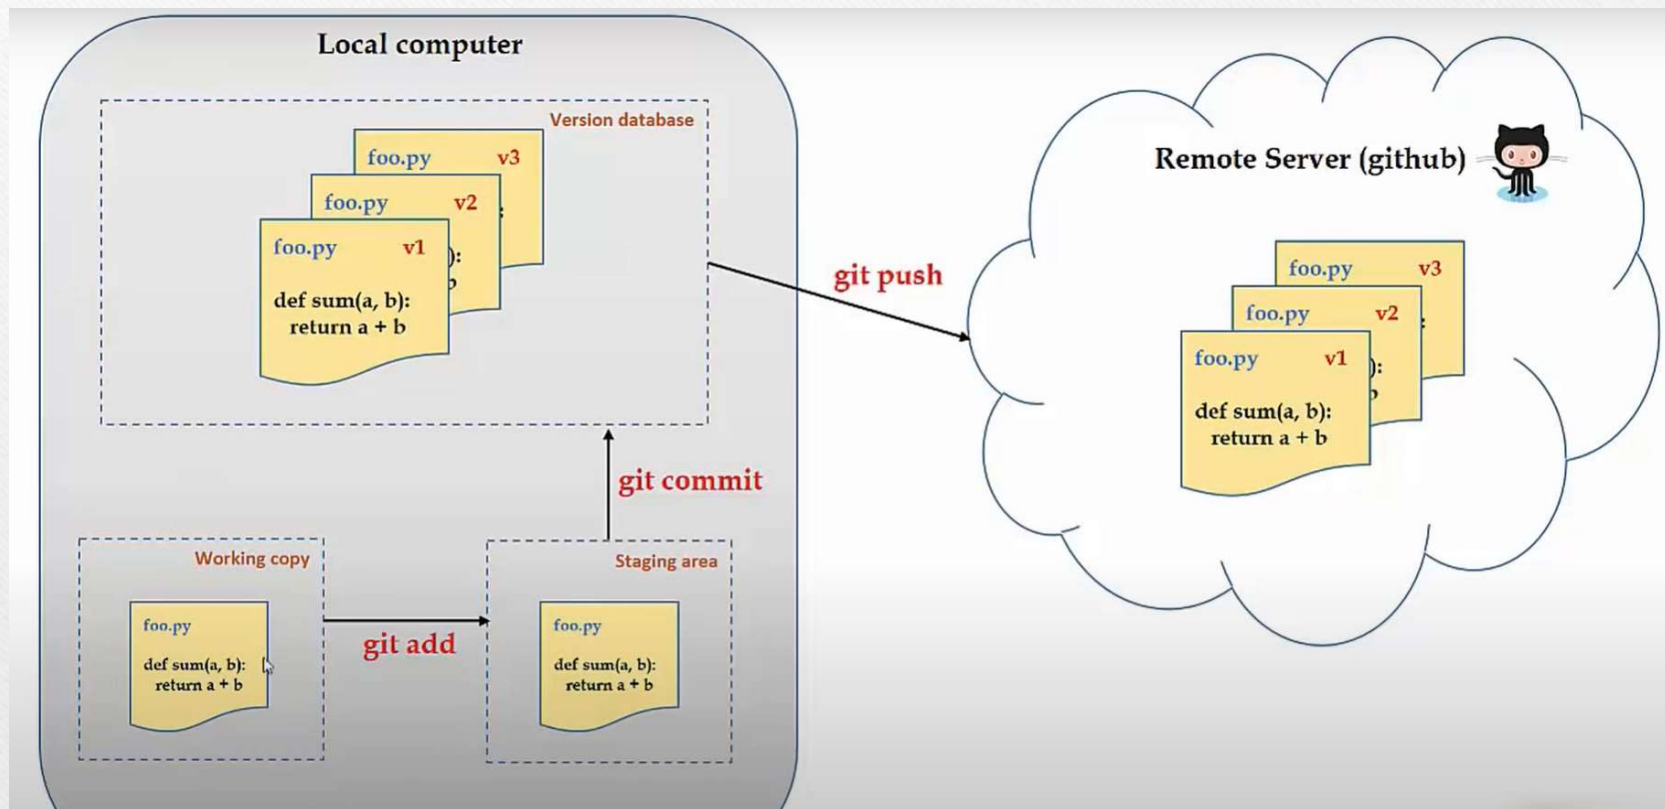 Local computer
Version database
foo.py v3
foo.py v2
:
foo.py v1
):
b
def sum(a, b):
return a + b
git push
Remote Server (github)
foo.py v3
foo.py v2
:
foo.py v1
):
b
def sum(a, b):
return a + b
git commit
Working copy
foo.py
def sum(a, b):
return a + b
git add
Staging area
foo.py
def sum(a, b):
return a + b